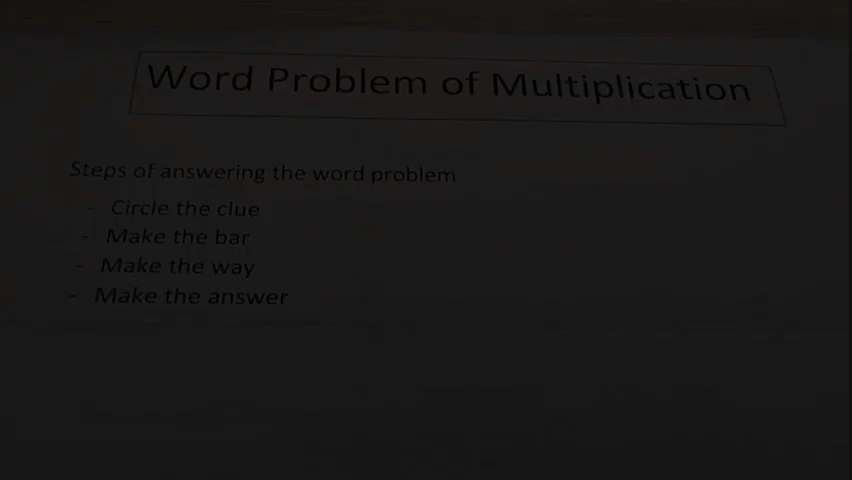 Word Problem of Multiplication
Steps of answering the word problem
- Circle the clue
- Make the bar
- Make the way
- Make the answer